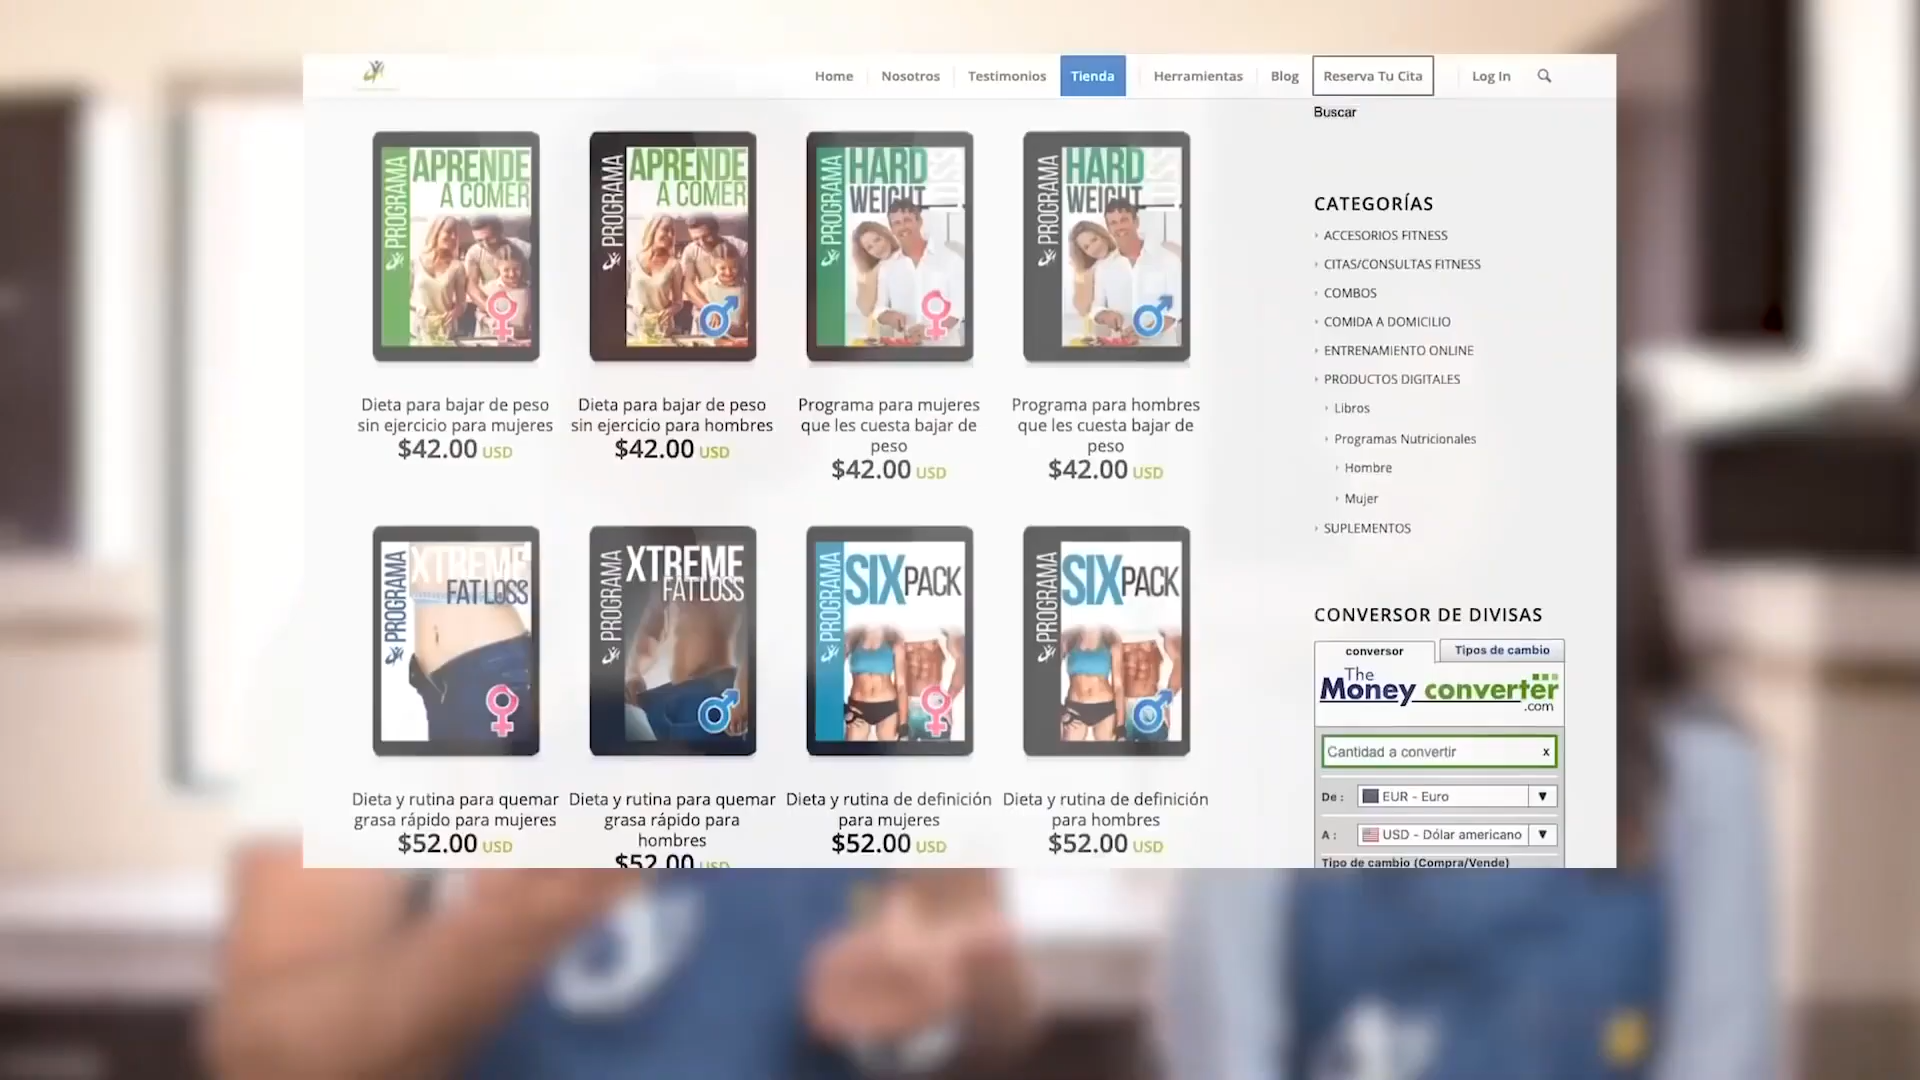 Home
Nosotros
Testimonios
Tienda
Herramientas
Blog
Reserva Tu Cita
Log In
Buscar
PROGRAMA
APRENDE
A COMER
PROGRAMA
APRENDE
A COMER
PROGRAMA
HARD
WEIGHT
LOSS
PROGRAMA
HARD
WEIGHT
LOSS
Dieta para bajar de peso
sin ejercicio para mujeres
$42.00 USD
Dieta para bajar de peso
sin ejercicio para hombres
$42.00 USD
Programa para mujeres
que les cuesta bajar de
peso
$42.00 USD
Programa para hombres
que les cuesta bajar de
peso
$42.00 USD
PROGRAMA
XTREME
FAT LOSS
PROGRAMA
XTREME
FAT LOSS
PROGRAMA
SIX PACK
PROGRAMA
SIX PACK
Dieta y rutina para quemar
grasa rápido para mujeres
$52.00 USD
Dieta y rutina para quemar
grasa rápido para
hombres
$52.00 USD
Dieta y rutina de definición
para mujeres
$52.00 USD
Dieta y rutina de definición
para hombres
$52.00 USD
CATEGORÍAS
ACCESORIOS FITNESS
CITAS/CONSULTAS FITNESS
COMBOS
COMIDA A DOMICILIO
ENTRENAMIENTO ONLINE
PRODUCTOS DIGITALES
Libros
Programas Nutricionales
Hombre
Mujer
SUPLEMENTOS
CONVERSOR DE DIVISAS
conversor
Tipos de cambio
The
Money converter
.com
Cantidad a convertir x
De : EUR - Euro
A : USD - Dólar americano
Tipo de cambio (Compra/Vende)